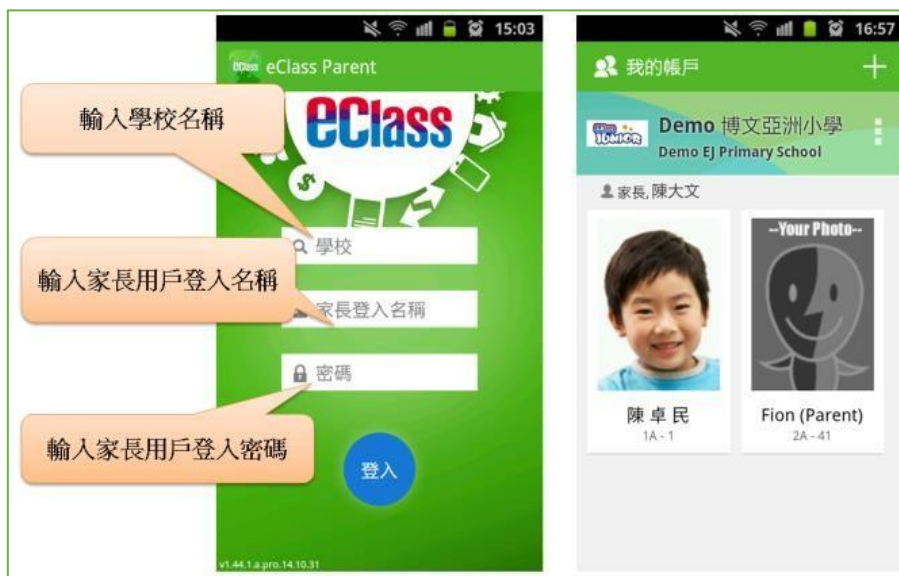 15:03
eClass Parent
eClass
輸入學校名稱
學校
輸入家長用戶登入名稱
家長登入名稱
密碼
輸入家長用戶登入密碼
登入
v1.44.1.a.pro.14.10.31
16:57
我的帳戶
Demo 博文亞洲小學
Demo EJ Primary School
家長, 陳大文
--Your Photo--
陳 卓 民
1A - 1
Fion (Parent)
2A - 41